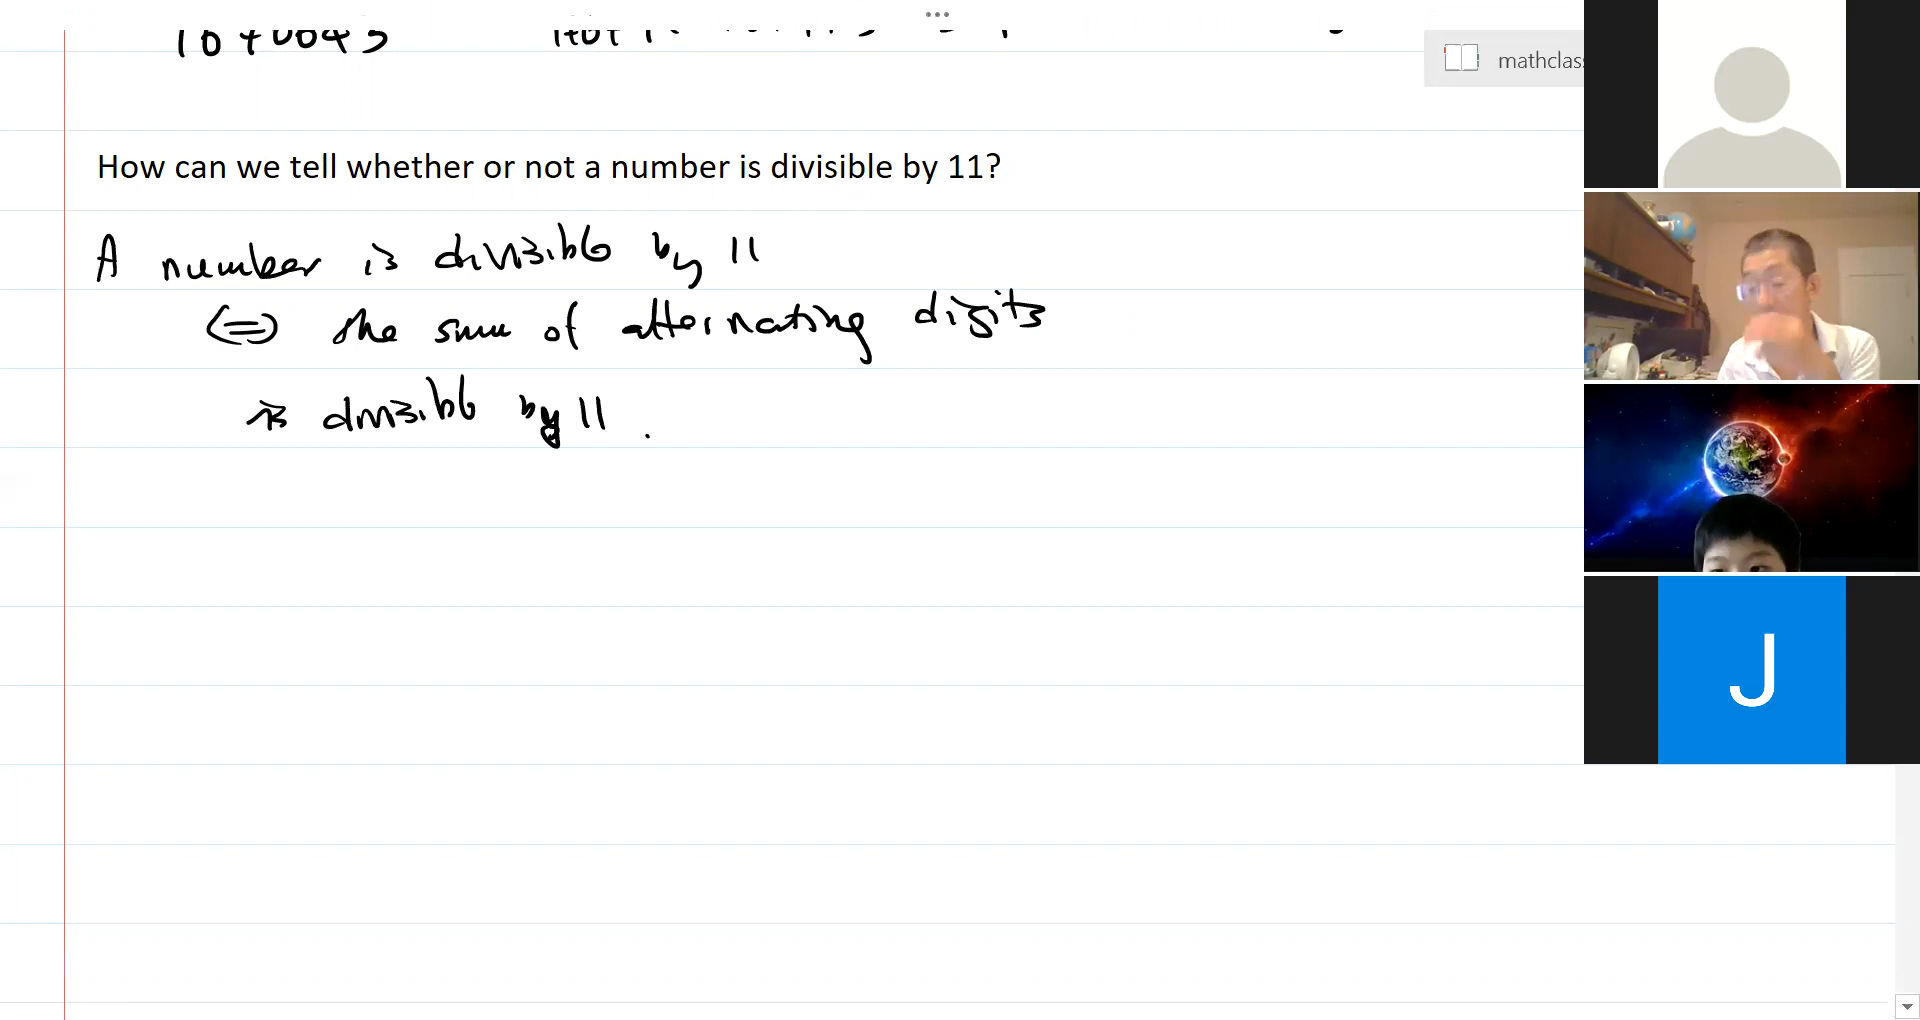 mathclas
How can we tell whether or not a number is divisible by 11?
A number is divisible by 11
<=> the sum of alternating digits
is divisible by 11.
J